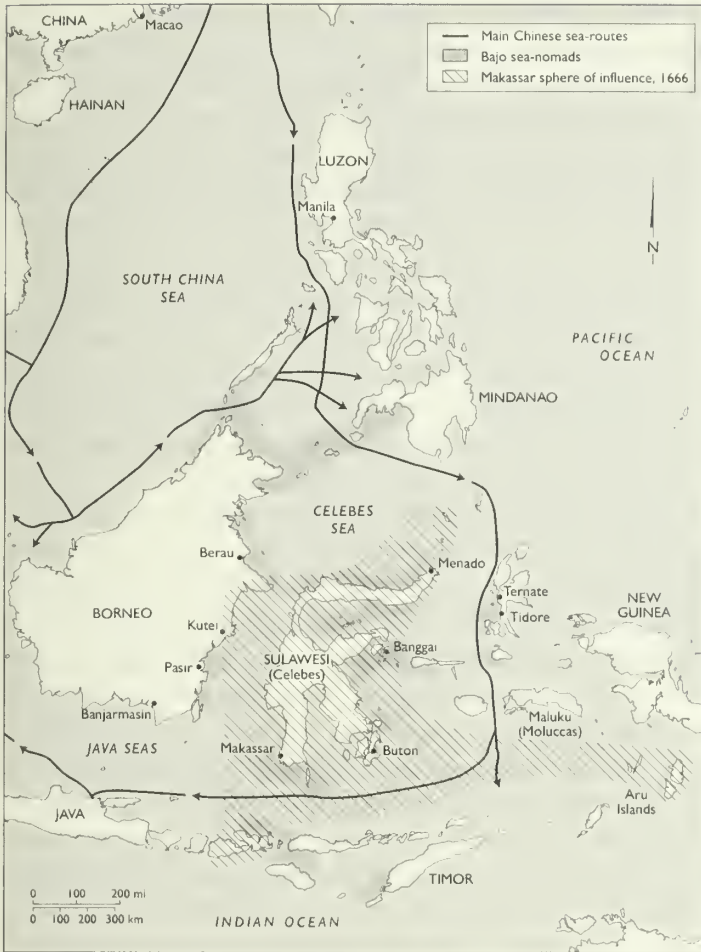 CHINA
Macao
Main Chinese sea-routes
Bajo sea-nomads
Makassar sphere of influence, 1666
HAINAN
LUZON
Manila
N
SOUTH CHINA
SEA
PACIFIC
OCEAN
MINDANAO
CELEBES
SEA
Berau
Menado
BORNEO
Ternate
Tidore
NEW
GUINEA
Kutei
SULAWESI
(Celebes)
Banggai
Pasir
Banjarmasin
Maluku
(Moluccas)
JAVA SEAS
Makassar
Buton
JAVA
Aru
Islands
TIMOR
0 100 200 mi
0 100 200 300 km
INDIAN OCEAN